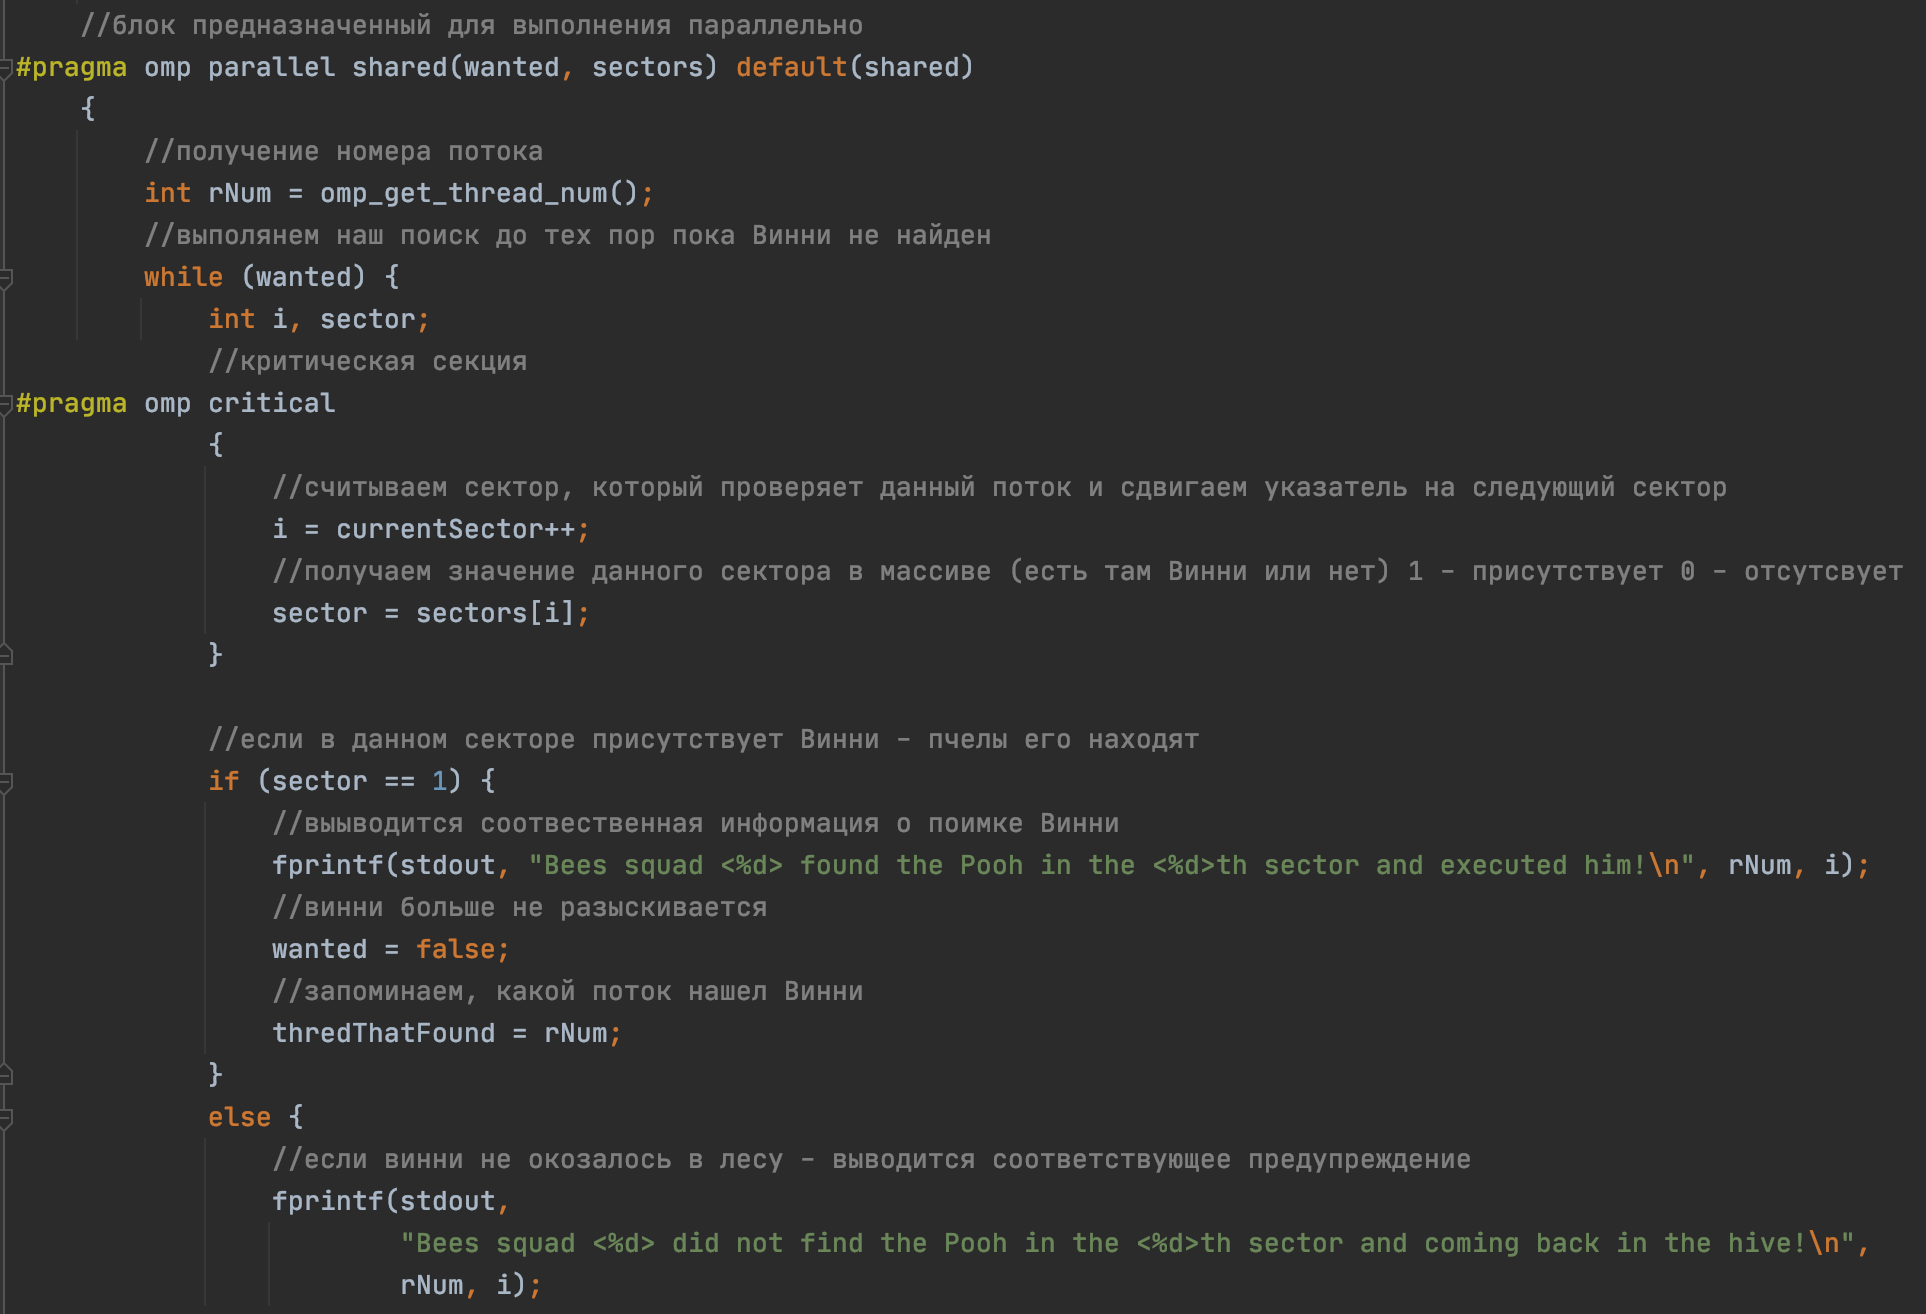 //блок предназначенный для выполнения параллельно
#pragma omp parallel shared(wanted, sectors) default(shared)
{
//получение номера потока
int rNum = omp_get_thread_num();
//выполянем наш поиск до тех пор пока Винни не найден
while (wanted) {
int i, sector;
//критическая секция
#pragma omp critical
{
//считываем сектор, который проверяет данный поток и сдвигаем указатель на следующий сектор
i = currentSector++;
//получаем значение данного сектора в массиве (есть там Винни или нет) 1 - присутствует 0 - отсутсвует
sector = sectors[i];
}
//если в данном секторе присутствует Винни - пчелы его находят
if (sector == 1) {
//выыводится соотвественная информация о поимке Винни
fprintf(stdout, "Bees squad <%d> found the Pooh in the <%d>th sector and executed him!\n", rNum, i);
//винни больше не разыскивается
wanted = false;
//запоминаем, какой поток нашел Винни
thredThatFound = rNum;
}
else {
//если винни не окозалось в лесу - выводится соответствующее предупреждение
fprintf(stdout,
"Bees squad <%d> did not find the Pooh in the <%d>th sector and coming back in the hive!\n",
rNum, i);